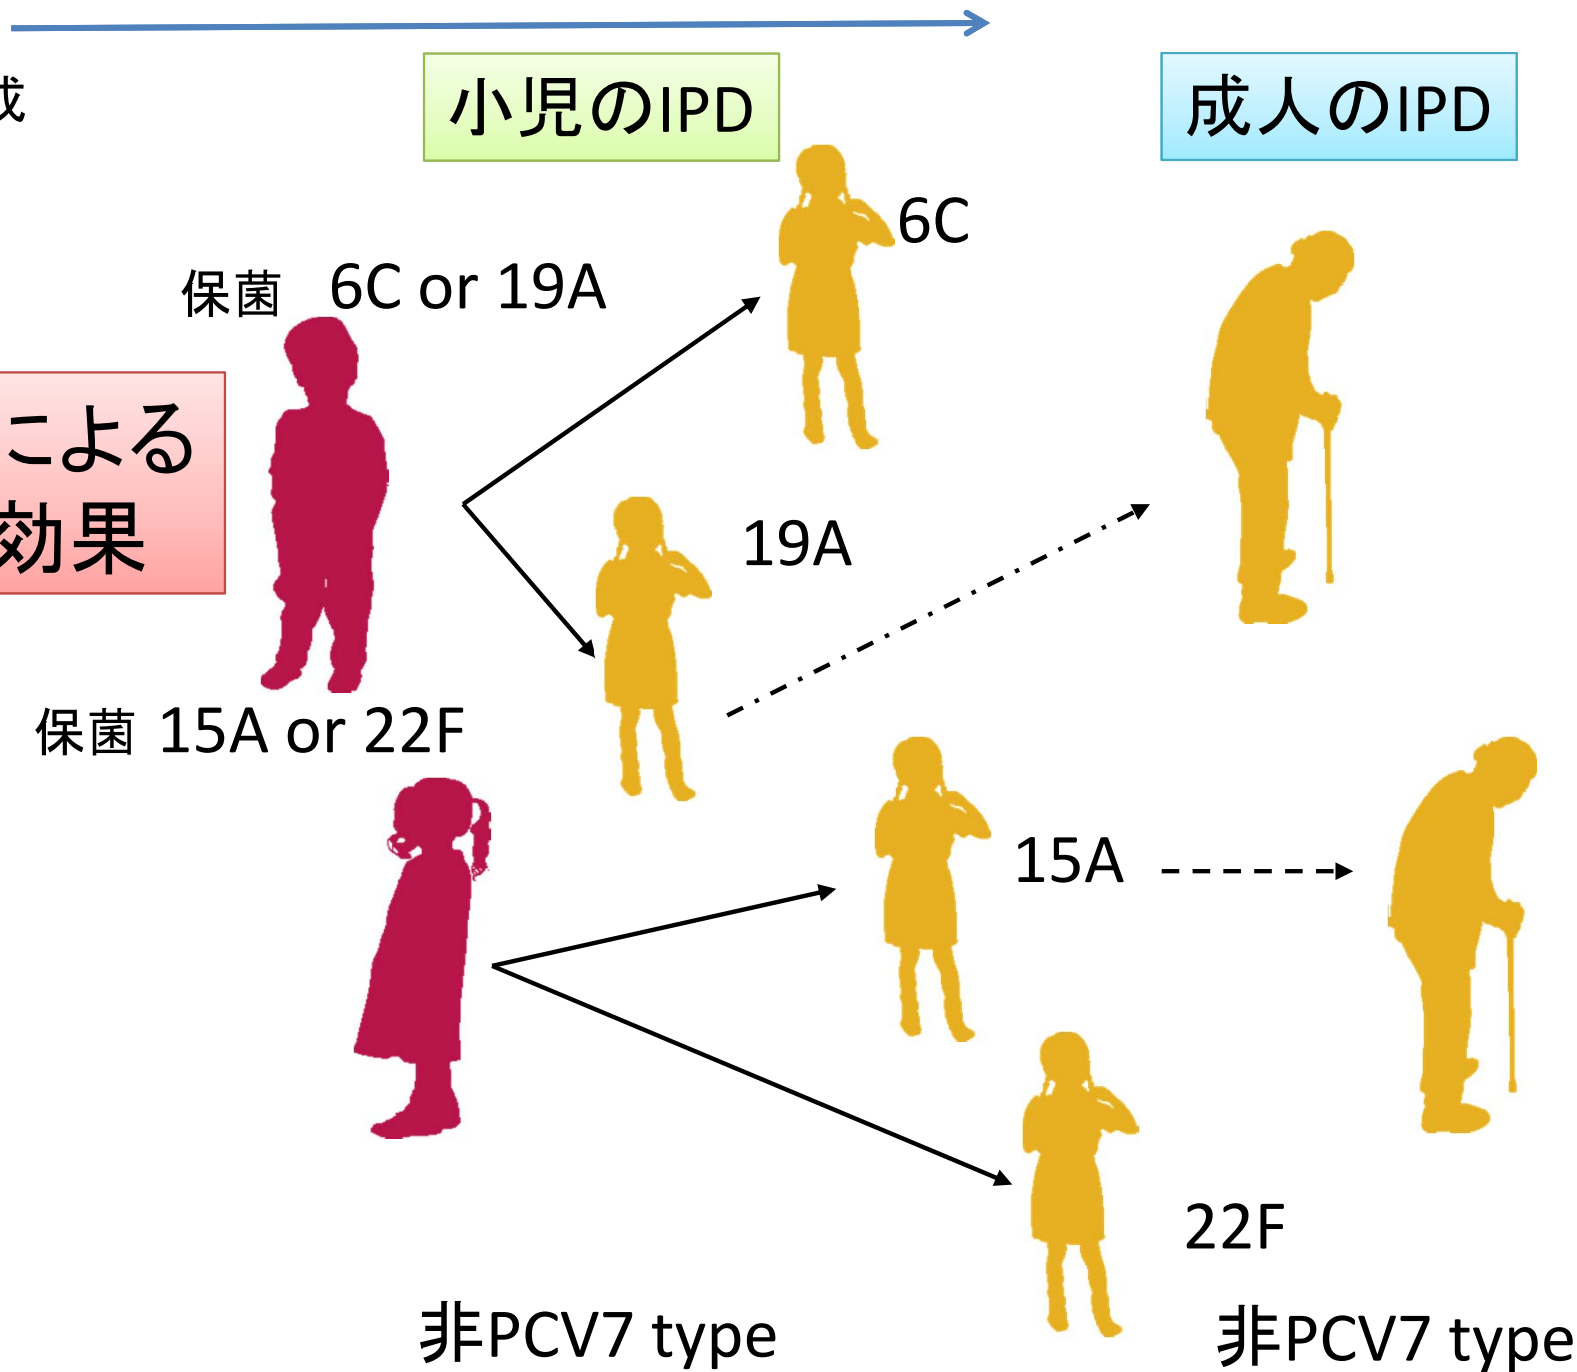 小児のIPD
成人のIPD
6C
保菌 6C or 19A
による
効果
19A
保菌 15A or 22F
15A
22F
非PCV7 type
非PCV7 type